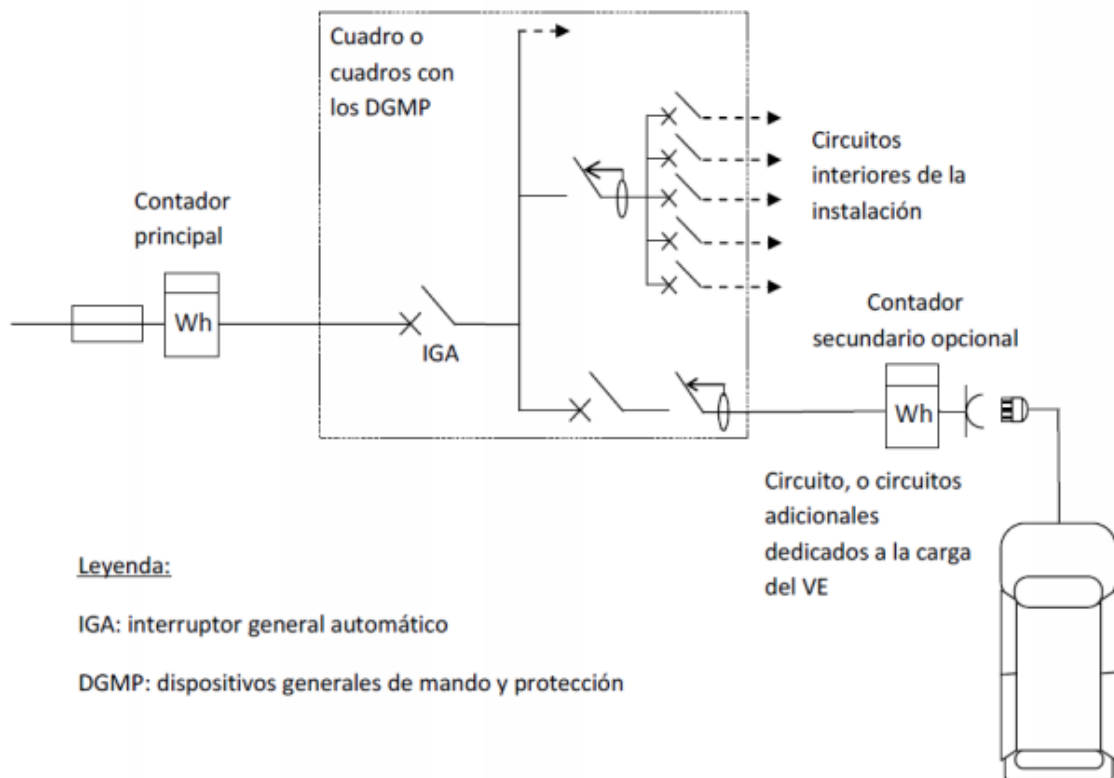 Cuadro o
cuadros con
los DGMP
Circuitos
interiores de la
instalación
Contador
principal
Wh
IGA
Contador
secundario opcional
Wh
Circuito, o circuitos
adicionales
dedicados a la carga
del VE
Leyenda:
IGA: interruptor general automático
DGMP: dispositivos generales de mando y protección